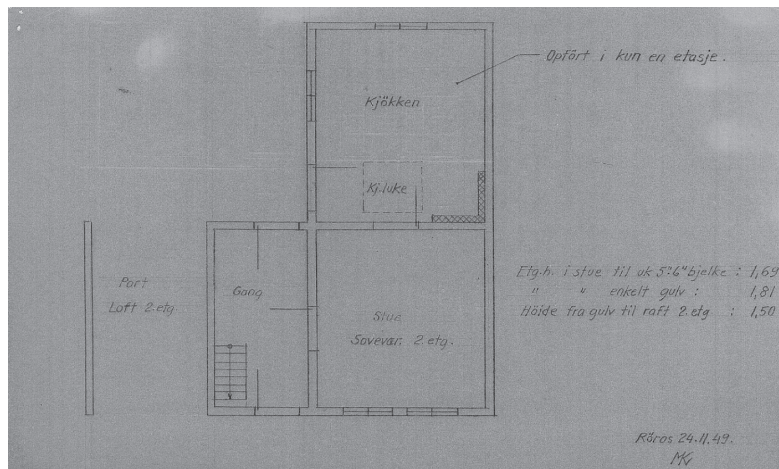 Opført i kun en etasje.
Kjökken
Kj.luke
Port
Loft 2.etg.
Gang
Stue
Sovevær. 2.etg.
Etg.h. i stue til uk 5"·6" bjelke : 1,69
" " enkelt gulv : 1,81
Höide fra gulv til raft 2.etg : 1,50
Röros 24.11.49.